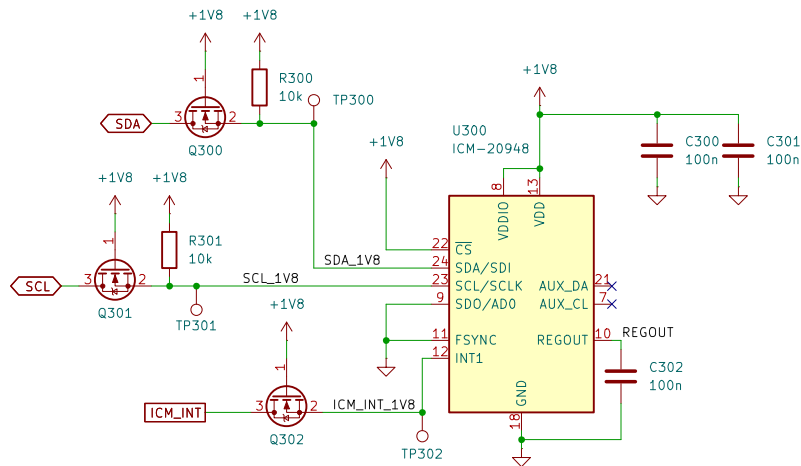 +1V8
+1V8
1
R300
10k
TP300
SDA
3
2
Q300
+1V8
+1V8
U300
ICM-20948
C300
100n
C301
100n
8
13
VDDIO
VDD
+1V8
+1V8
1
R301
10k
22
CS
SDA_1V8
24
SDA/SDI
SCL
3
2
SCL_1V8
23
SCL/SCLK
AUX_DA
21
Q301
TP301
9
SDO/AD0
AUX_CL
7
+1V8
11
FSYNC
REGOUT
10
REGOUT
12
INT1
1
C302
100n
GND
18
ICM_INT
3
2
ICM_INT_1V8
Q302
TP302